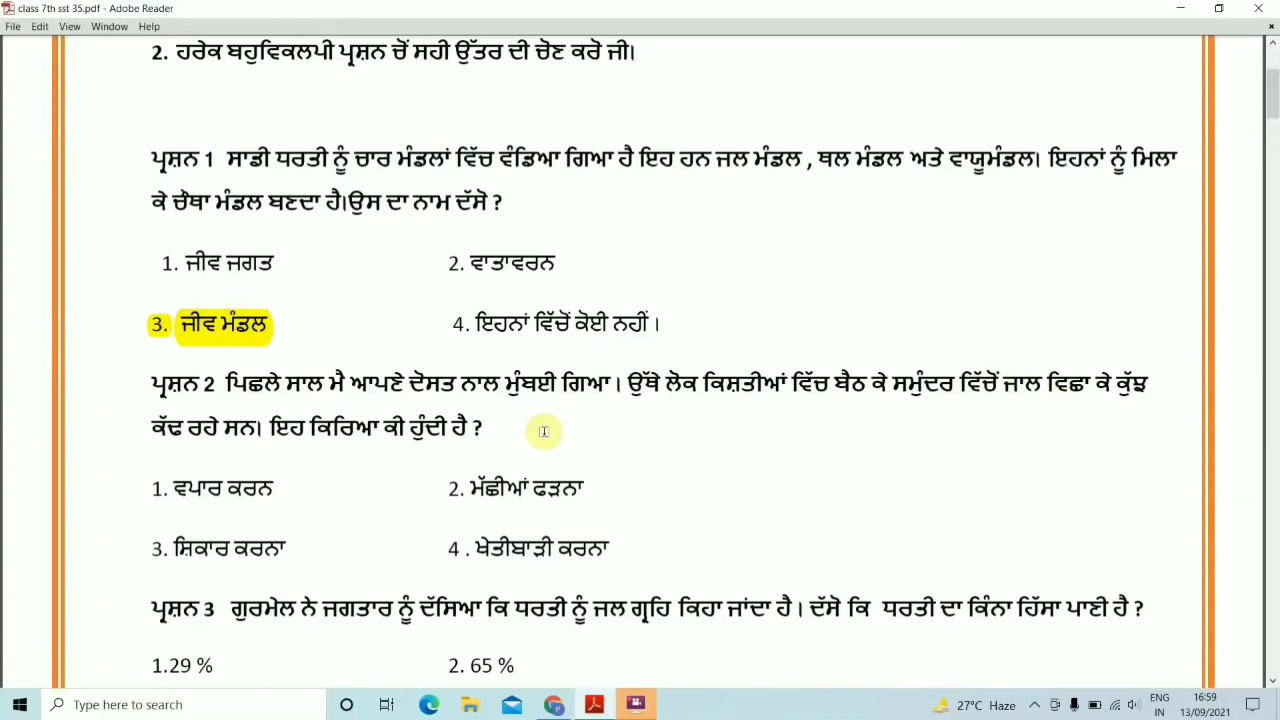 class 7th sst 35.pdf - Adobe Reader
File Edit View Window Help
2. ਹਰੇਕ ਬਹੁਵਿਕਲਪੀ ਪ੍ਰਸ਼ਨ ਚੋਂ ਸਹੀ ਉੱਤਰ ਦੀ ਚੋਣ ਕਰੋ ਜੀ।
ਪ੍ਰਸ਼ਨ 1 ਸਾਡੀ ਧਰਤੀ ਨੂੰ ਚਾਰ ਮੰਡਲਾਂ ਵਿੱਚ ਵੰਡਿਆ ਗਿਆ ਹੈ ਇਹ ਹਨ ਜਲ ਮੰਡਲ , ਥਲ ਮੰਡਲ ਅਤੇ ਵਾਯੂਮੰਡਲ। ਇਹਨਾਂ ਨੂੰ ਮਿਲਾ
ਕੇ ਚੌਥਾ ਮੰਡਲ ਬਣਦਾ ਹੈ।ਉਸ ਦਾ ਨਾਮ ਦੱਸੋ ?
1. ਜੀਵ ਜਗਤ 2. ਵਾਤਾਵਰਨ
3. ਜੀਵ ਮੰਡਲ 4. ਇਹਨਾਂ ਵਿੱਚੋਂ ਕੋਈ ਨਹੀਂ ।
ਪ੍ਰਸ਼ਨ 2 ਪਿਛਲੇ ਸਾਲ ਮੈ ਆਪਣੇ ਦੋਸਤ ਨਾਲ ਮੁੰਬਈ ਗਿਆ । ਉੱਥੇ ਲੋਕ ਕਿਸ਼ਤੀਆਂ ਵਿੱਚ ਬੈਠ ਕੇ ਸਮੁੰਦਰ ਵਿੱਚੋਂ ਜਾਲ ਵਿਛਾ ਕੇ ਕੁੱਝ
ਕੱਢ ਰਹੇ ਸਨ। ਇਹ ਕਿਰਿਆ ਕੀ ਹੁੰਦੀ ਹੈ ?
1. ਵਪਾਰ ਕਰਨ 2. ਮੱਛੀਆਂ ਫੜਨਾ
3. ਸ਼ਿਕਾਰ ਕਰਨਾ 4 . ਖੇਤੀਬਾੜੀ ਕਰਨਾ
ਪ੍ਰਸ਼ਨ 3 ਗੁਰਮੇਲ ਨੇ ਜਗਤਾਰ ਨੂੰ ਦੱਸਿਆ ਕਿ ਧਰਤੀ ਨੂੰ ਜਲ ਗ੍ਰਹਿ ਕਿਹਾ ਜਾਂਦਾ ਹੈ । ਦੱਸੋ ਕਿ ਧਰਤੀ ਦਾ ਕਿੰਨਾ ਹਿੱਸਾ ਪਾਣੀ ਹੈ ?
1.29 % 2. 65 %
Type here to search 27°C Haze ENG 16:59
IN 13/09/2021